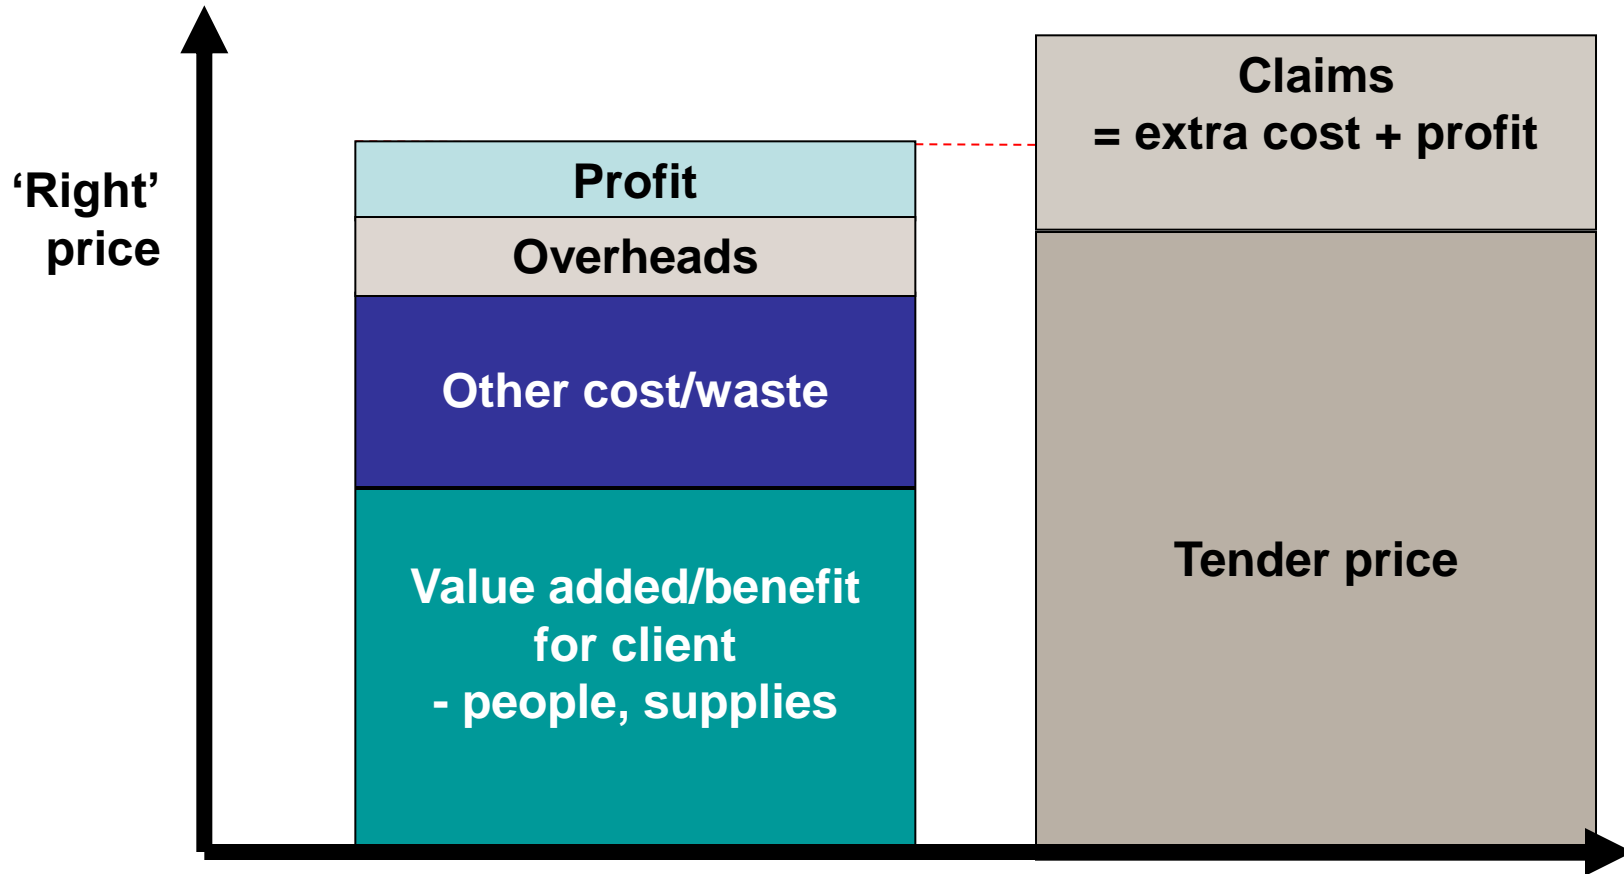 ‘Right’
price
Profit
Overheads
Other cost/waste
Value added/benefit
for client
- people, supplies
Claims
= extra cost + profit
Tender price